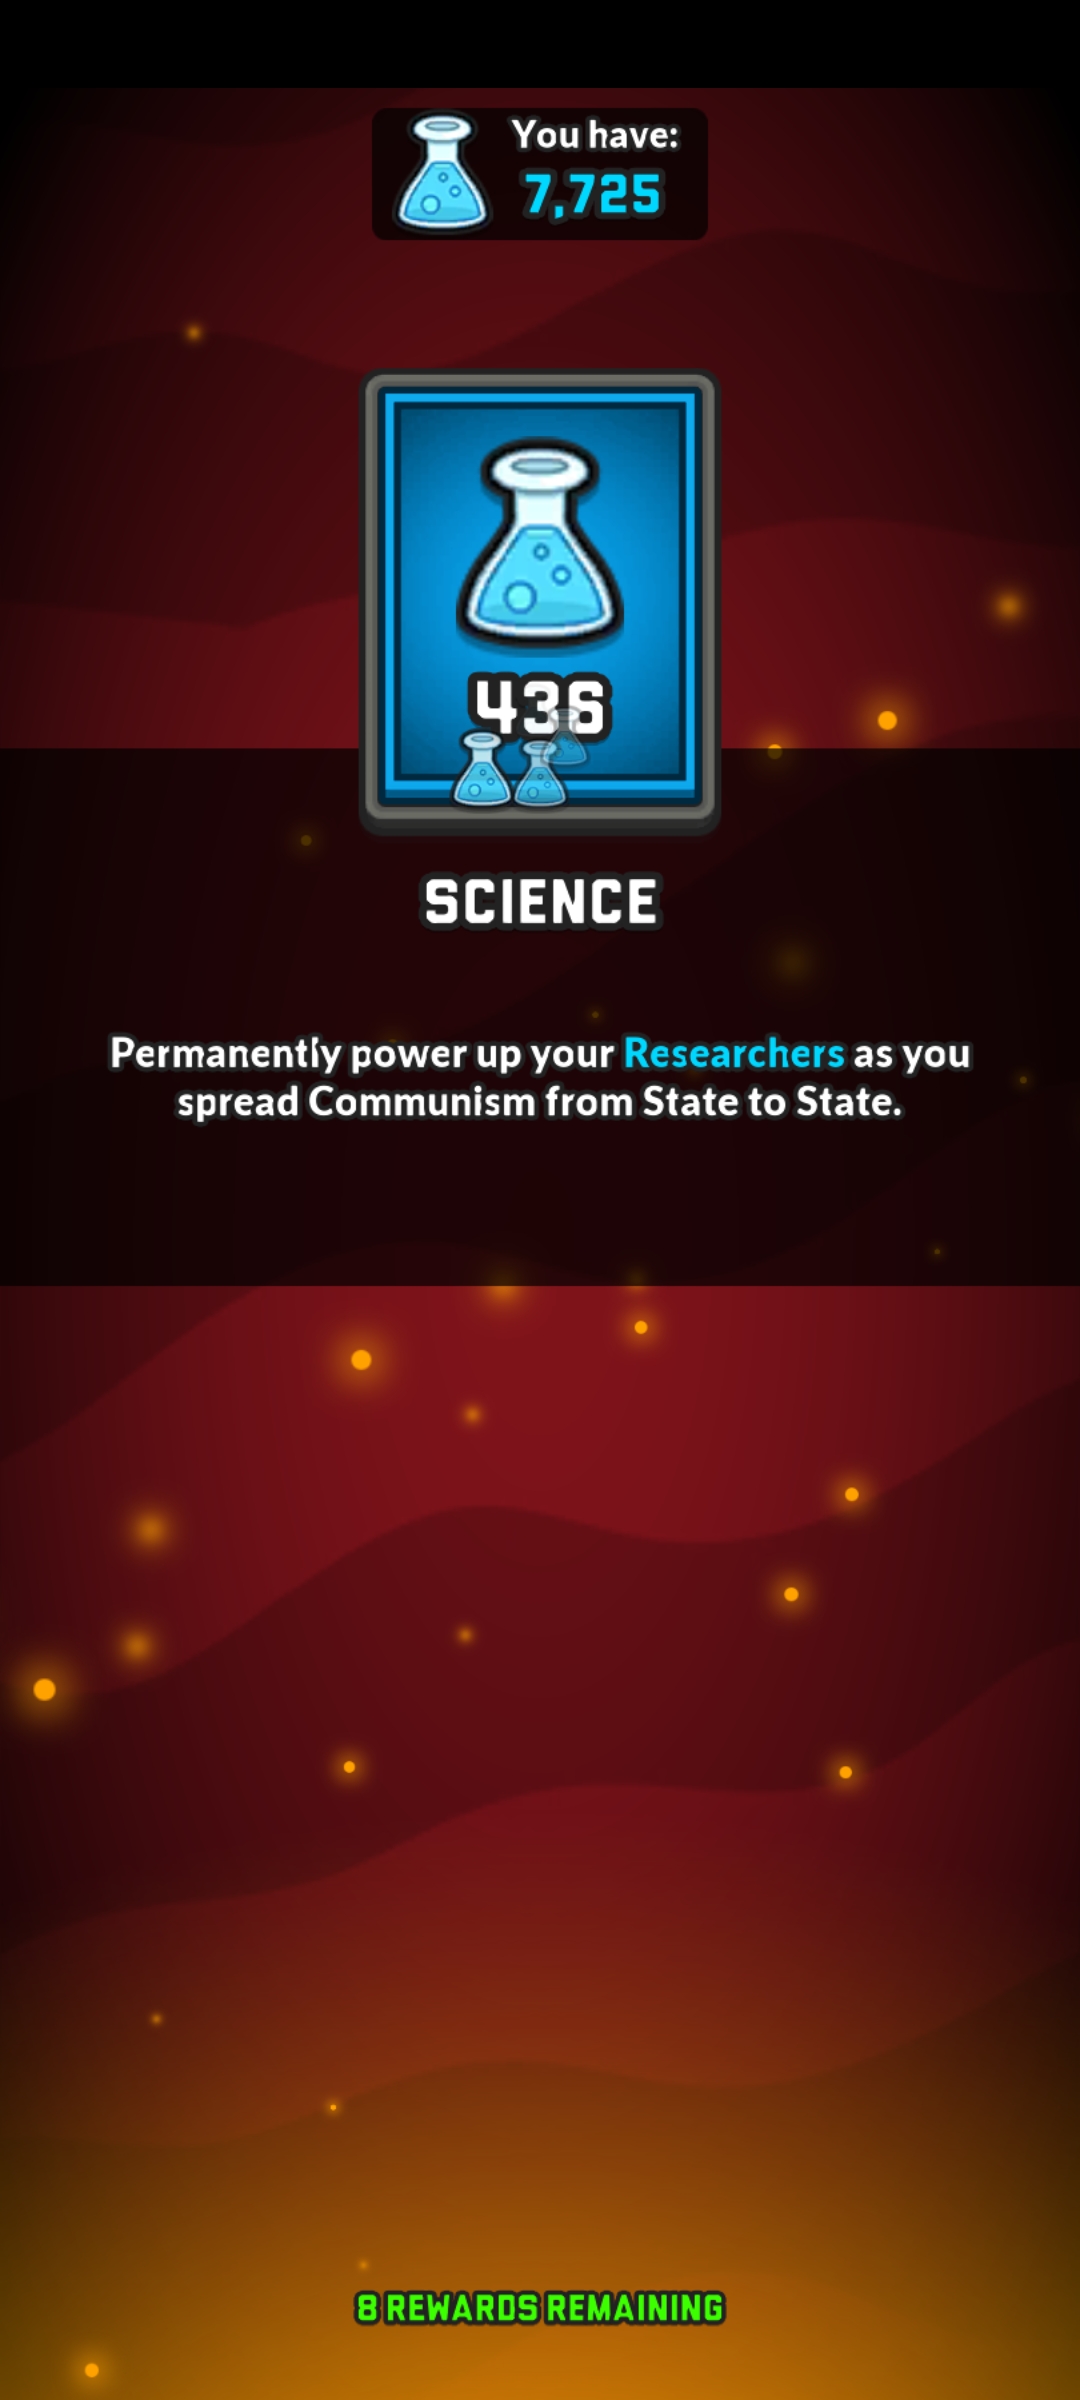 You have:
7,725
436
SCIENCE
Permanently power up your Researchers as you
spread Communism from State to State.
8 REWARDS REMAINING